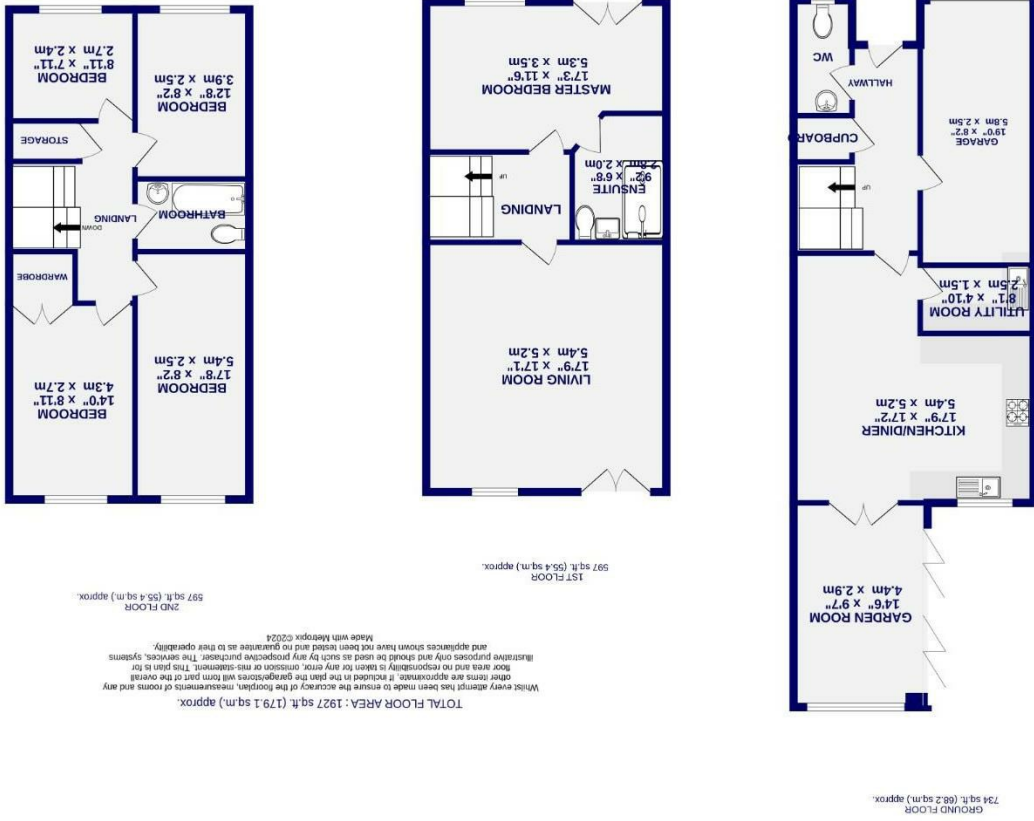 GROUND FLOOR
734 sq.ft. (68.2 sq.m.) approx.
GARDEN ROOM
14'6" x 9'7"
4.4m x 2.9m
KITCHEN/DINER
17'9" x 17'2"
5.4m x 5.2m
UTILITY ROOM
8'1" x 4'10"
2.5m x 1.5m
UP
CUPBOARD
GARAGE
19'0" x 8'2"
5.8m x 2.5m
HALLWAY
WC
1ST FLOOR
597 sq.ft. (55.4 sq.m.) approx.
LIVING ROOM
17'9" x 17'1"
5.4m x 5.2m
LANDING
ENSUITE
9'2" x 6'8"
2.8m x 2.0m
UP
MASTER BEDROOM
17'3" x 11'6"
5.3m x 3.5m
2ND FLOOR
597 sq.ft. (55.4 sq.m.) approx.
BEDROOM
17'8" x 8'2"
5.4m x 2.5m
BEDROOM
14'0" x 8'11"
4.3m x 2.7m
WARDROBE
DOWN
LANDING
BATHROOM
STORAGE
BEDROOM
12'8" x 8'2"
3.9m x 2.5m
BEDROOM
8'11" x 7'11"
2.7m x 2.4m
TOTAL FLOOR AREA : 1927 sq.ft. (179.1 sq.m.) approx.
Whilst every attempt has been made to ensure the accuracy of the floorplan, measurements of rooms and any
other items are approximate. If included in the plan the garage/stores will form part of the overall
floor area and no responsibility is taken for any error, omission or mis-statement. This plan is for
illustrative purposes only and should be used as such by any prospective purchaser. The services, systems
and appliances shown have not been tested and no guarantee as to their operability.
Made with Metropix ©2024